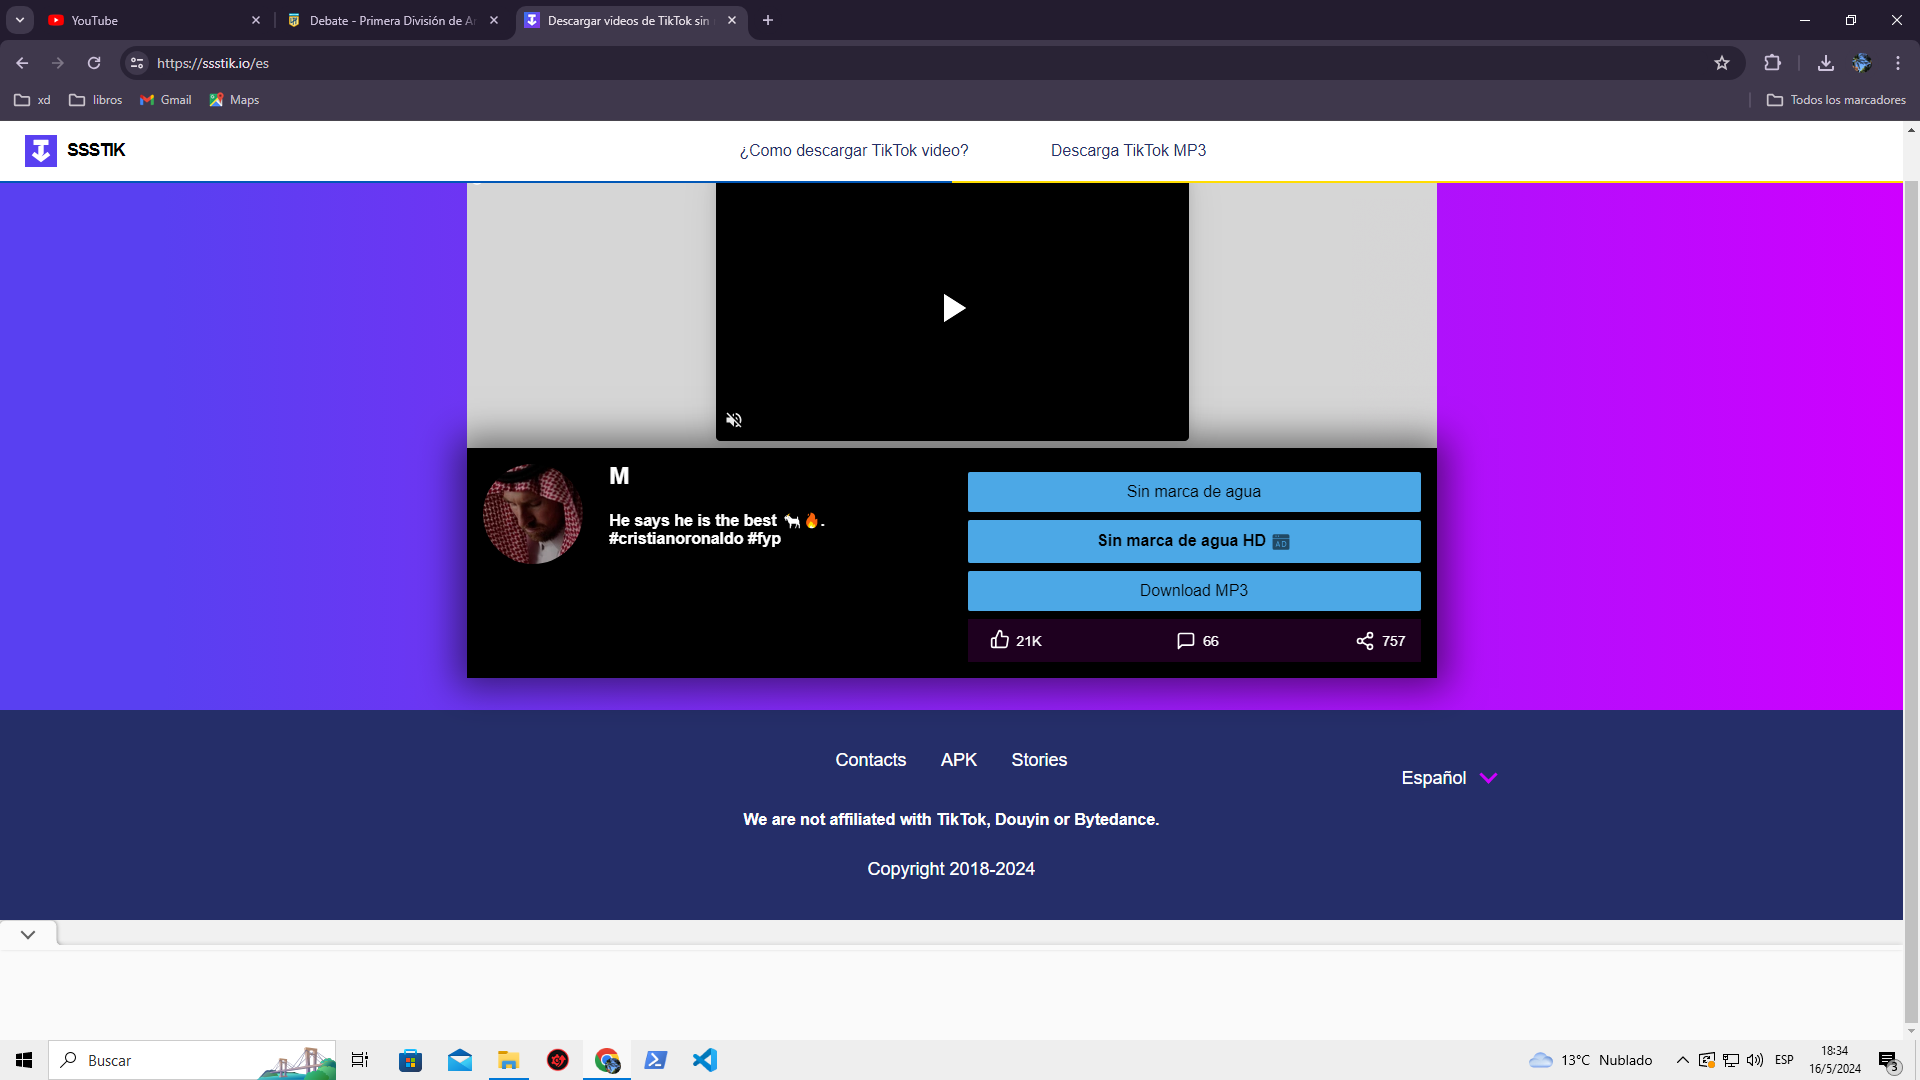 YouTube
Debate - Primera División de Ar
Descargar videos de TikTok sin
https://ssstik.io/es
xd
libros
Gmail
Maps
Todos los marcadores
SSSTIK
¿Como descargar TikTok video?
Descarga TikTok MP3
M
He says he is the best 🐐🔥.
#cristianoronaldo #fyp
Sin marca de agua
Sin marca de agua HD AD
Download MP3
21K
66
757
Contacts
APK
Stories
Español
We are not affiliated with TikTok, Douyin or Bytedance.
Copyright 2018-2024
Buscar
13°C Nublado
ESP
18:34
16/5/2024
3